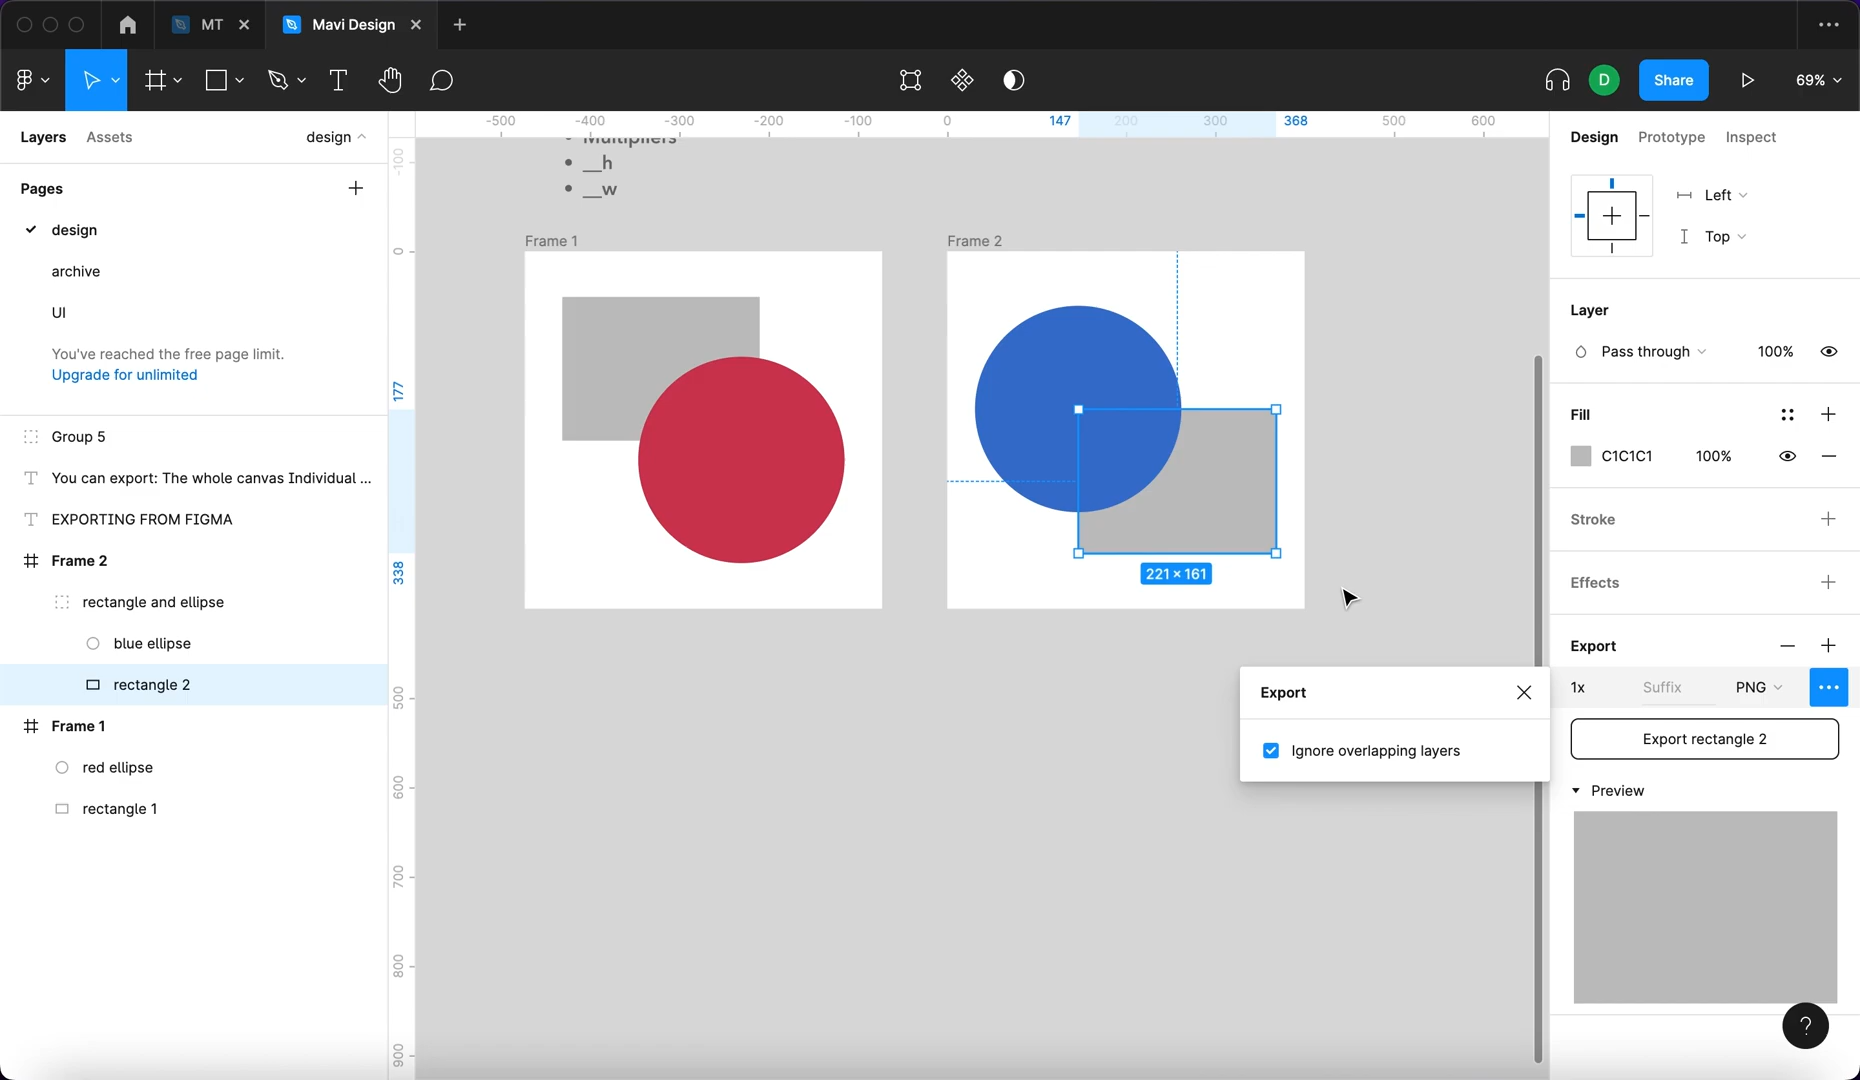 MT
Mavi Design
D
Share
69%
Layers
Assets
design
Pages
design
archive
UI
You've reached the free page limit.
Upgrade for unlimited
Group 5
You can export: The whole canvas Individual ...
EXPORTING FROM FIGMA
Frame 2
rectangle and ellipse
blue ellipse
rectangle 2
Frame 1
red ellipse
rectangle 1
-500 -400 -300 -200 -100 0 147 200 300 368 500 600
-100
0
177
338
500
600
700
800
900
• Multipliers
• __h
• __w
Frame 1
Frame 2
221 × 161
Export
Ignore overlapping layers
Design
Prototype
Inspect
Left
Top
Layer
Pass through
100%
Fill
C1C1C1
100%
Stroke
Effects
Export
1x
Suffix
PNG
Export rectangle 2
Preview
?